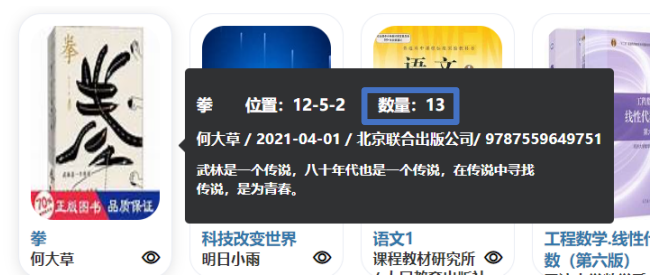 拳
语文
拳 位置：12-5-2 数量：13
何大草 / 2021-04-01 / 北京联合出版公司/ 9787559649751
武林是一个传说，八十年代也是一个传说，在传说中寻找
传说，是为青春。
70% 正版图书 品质保证
拳
何大草
科技改变世界
明日小雨
语文1
课程教材研究所
工程数学.线性代
数（第六版）